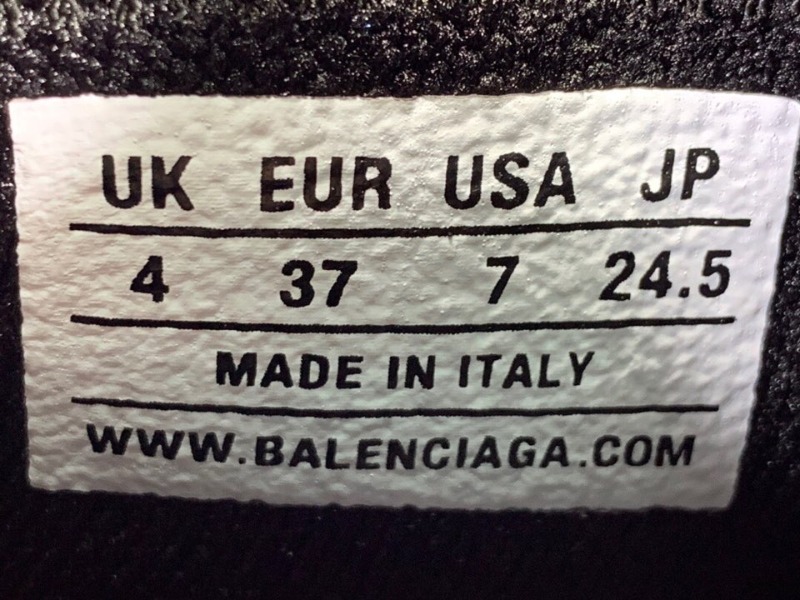 UK EUR USA JP
4 37 7 24.5
MADE IN ITALY
WWW.BALENCIAGA.COM